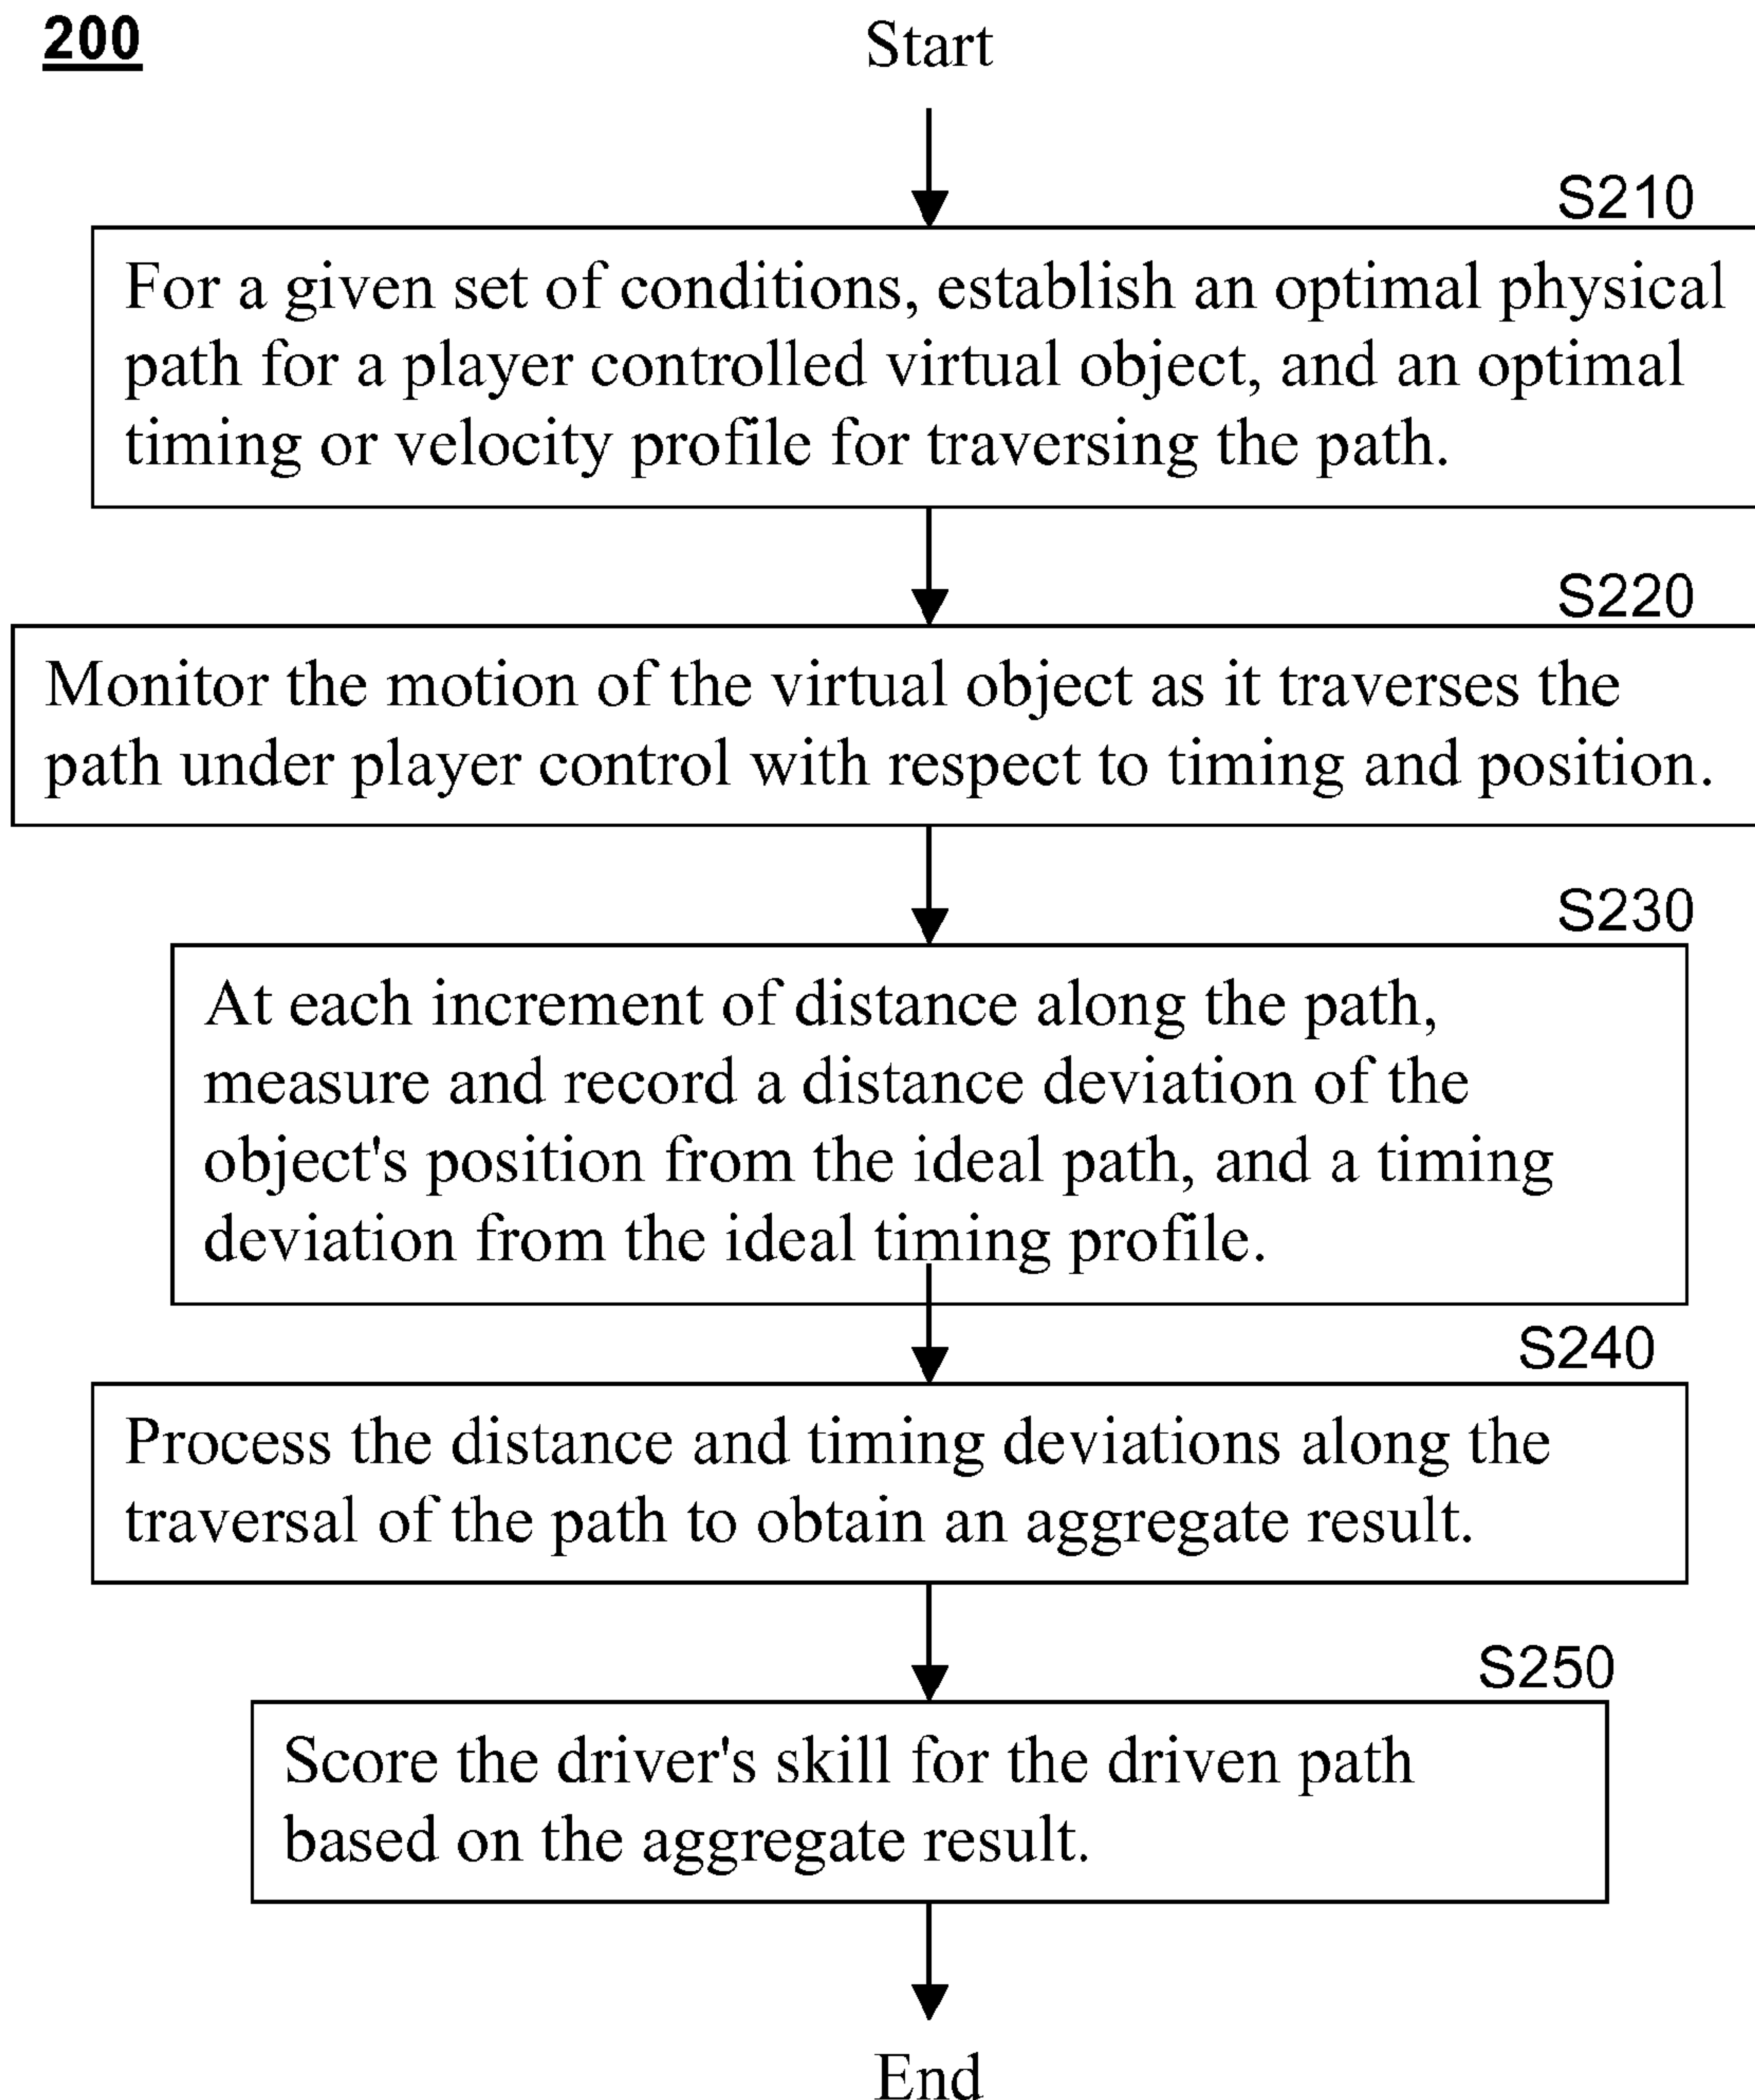 200
Start
S210
For a given set of conditions, establish an optimal physical
path for a player controlled virtual object, and an optimal
timing or velocity profile for traversing the path.
S220
Monitor the motion of the virtual object as it traverses the
path under player control with respect to timing and position.
S230
At each increment of distance along the path,
measure and record a distance deviation of the
object's position from the ideal path, and a timing
deviation from the ideal timing profile.
S240
Process the distance and timing deviations along the
traversal of the path to obtain an aggregate result.
S250
Score the driver's skill for the driven path
based on the aggregate result.
End